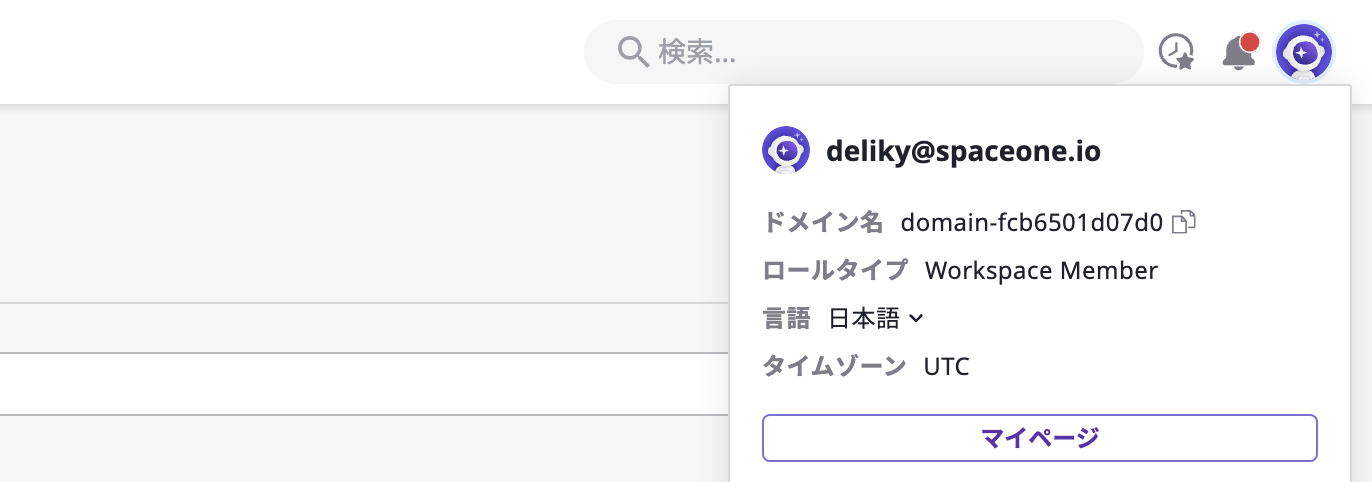 検索...
deliky@spaceone.io
ドメイン名 domain-fcb6501d07d0
ロールタイプ Workspace Member
言語 日本語
タイムゾーン UTC
マイページ